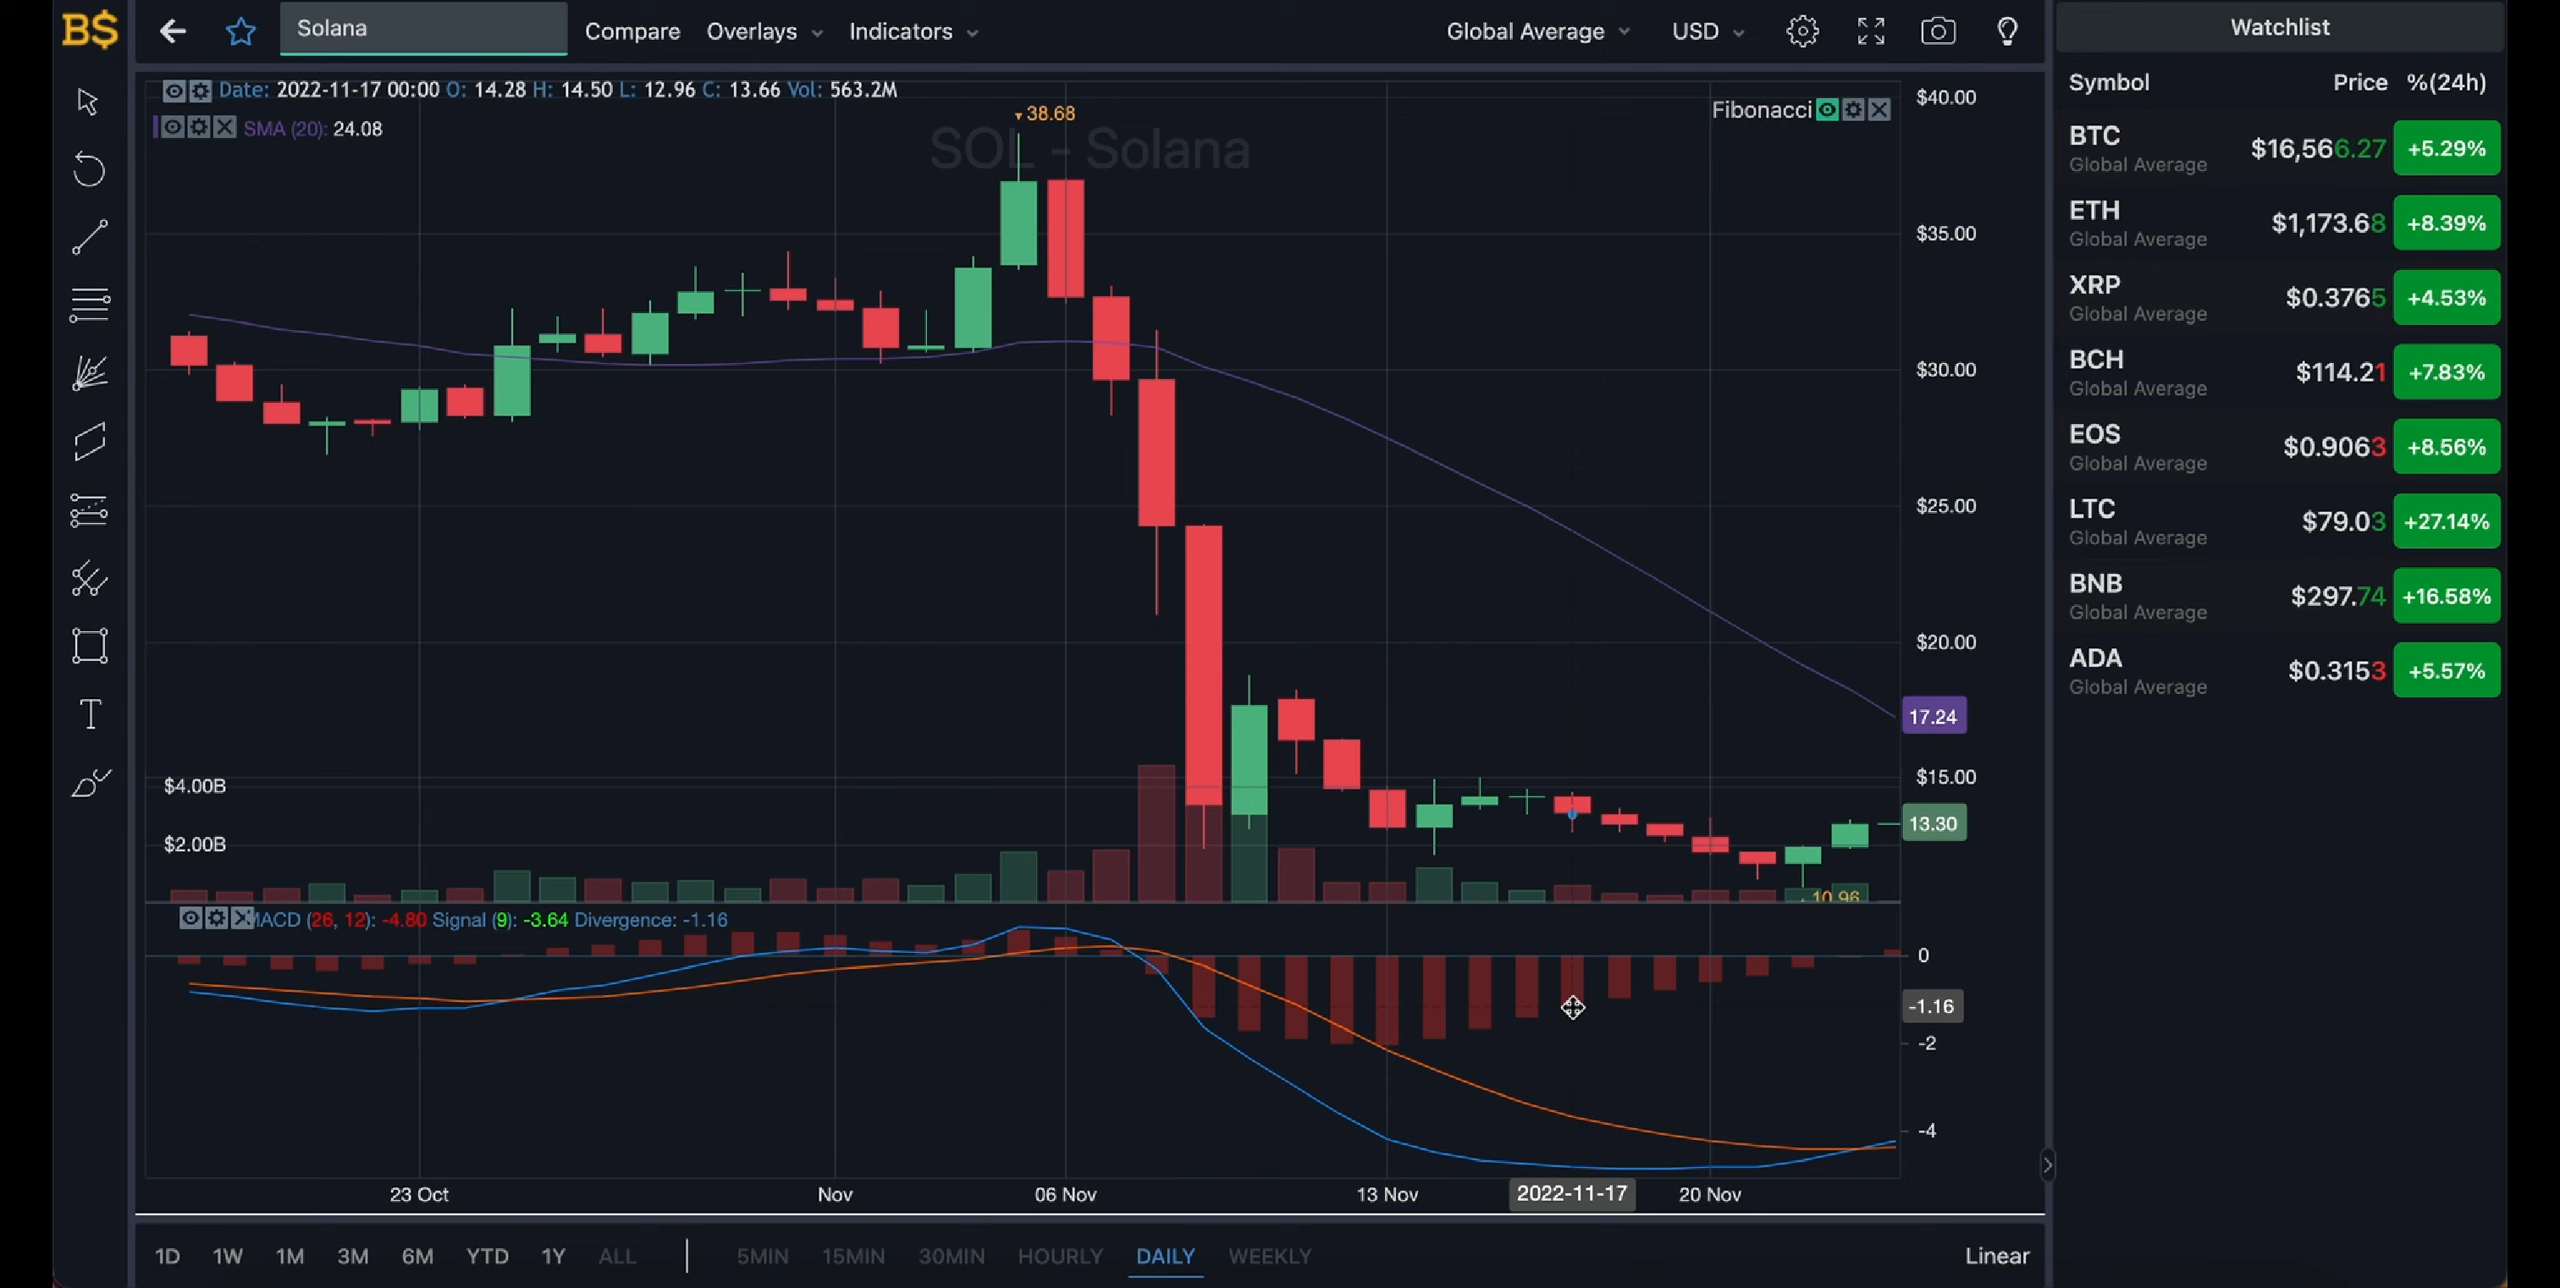 B$
Solana
Compare Overlays Indicators
Global Average USD
Date: 2022-11-17 00:00 O: 14.28 H: 14.50 L: 12.96 C: 13.66 Vol: 563.2M
SMA (20): 24.08
38.68
SOL - Solana
Fibonacci
$40.00
$35.00
$30.00
$25.00
$20.00
17.24
$15.00
13.30
$4.00B
$2.00B
10.96
MACD (26, 12): -4.80 Signal (9): -3.64 Divergence: -1.16
0
-1.16
-2
-4
23 Oct Nov 06 Nov 13 Nov 2022-11-17 20 Nov
1D 1W 1M 3M 6M YTD 1Y ALL 5MIN 15MIN 30MIN HOURLY DAILY WEEKLY Linear
Watchlist
Symbol Price %(24h)
BTC $16,566.27 +5.29%
Global Average
ETH $1,173.68 +8.39%
Global Average
XRP $0.3765 +4.53%
Global Average
BCH $114.21 +7.83%
Global Average
EOS $0.9063 +8.56%
Global Average
LTC $79.03 +27.14%
Global Average
BNB $297.74 +16.58%
Global Average
ADA $0.3153 +5.57%
Global Average
T